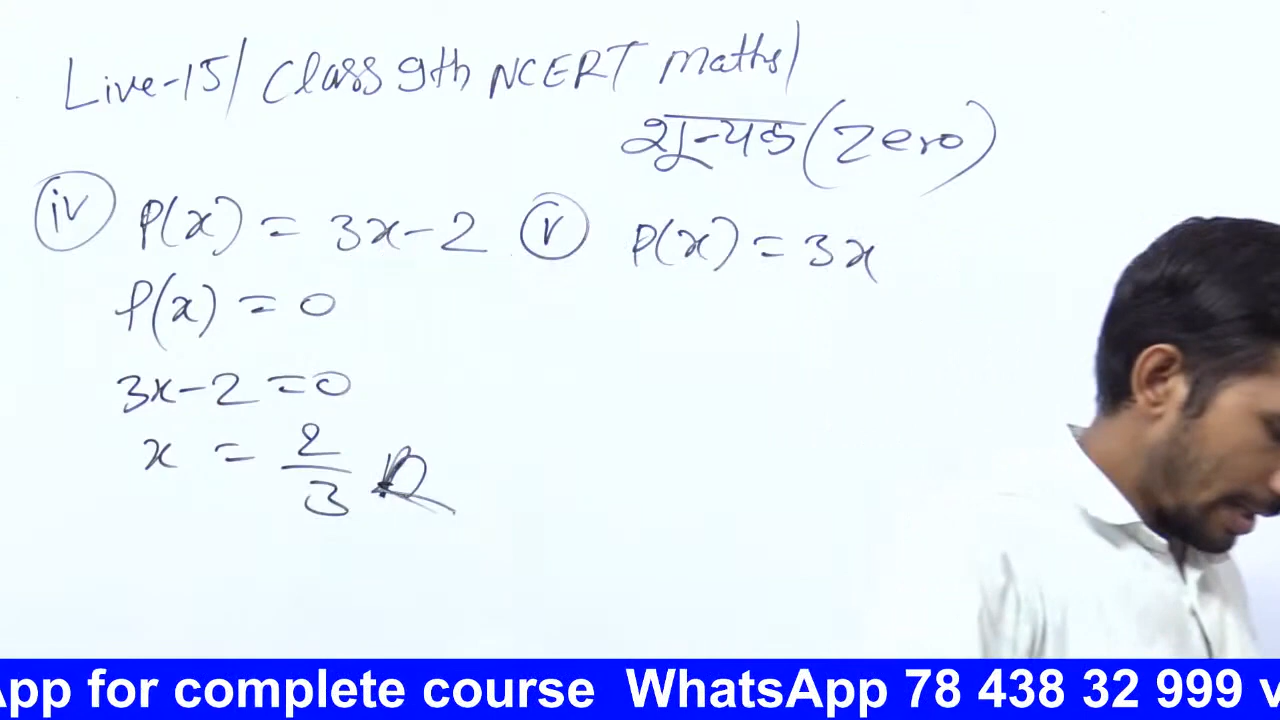 Live-15/ Class 9th NCERT Maths/
शून्यक (Zero)
iv P(x) = 3x-2 v P(x) = 3x
P(x) = 0
3x-2 = 0
x = 2/3
App for complete course WhatsApp 78 438 32 999 v